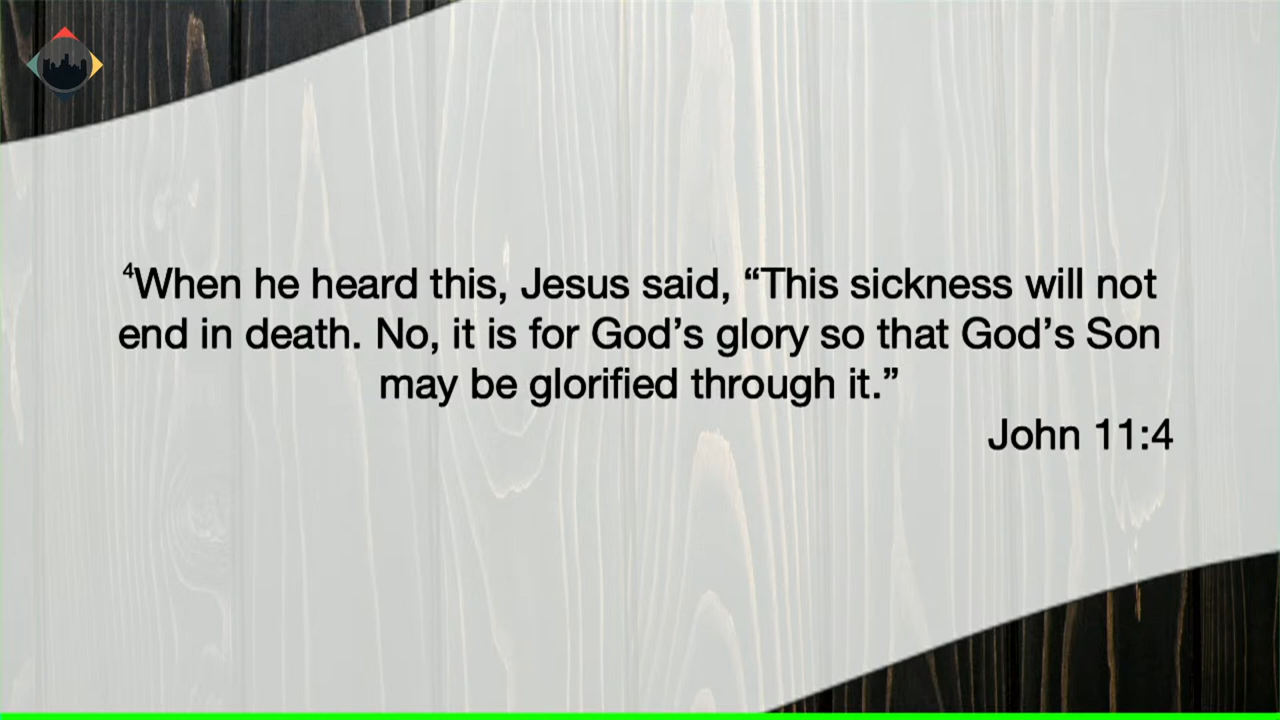 ⁴When he heard this, Jesus said, “This sickness will not
end in death. No, it is for God’s glory so that God’s Son
may be glorified through it.”
John 11:4